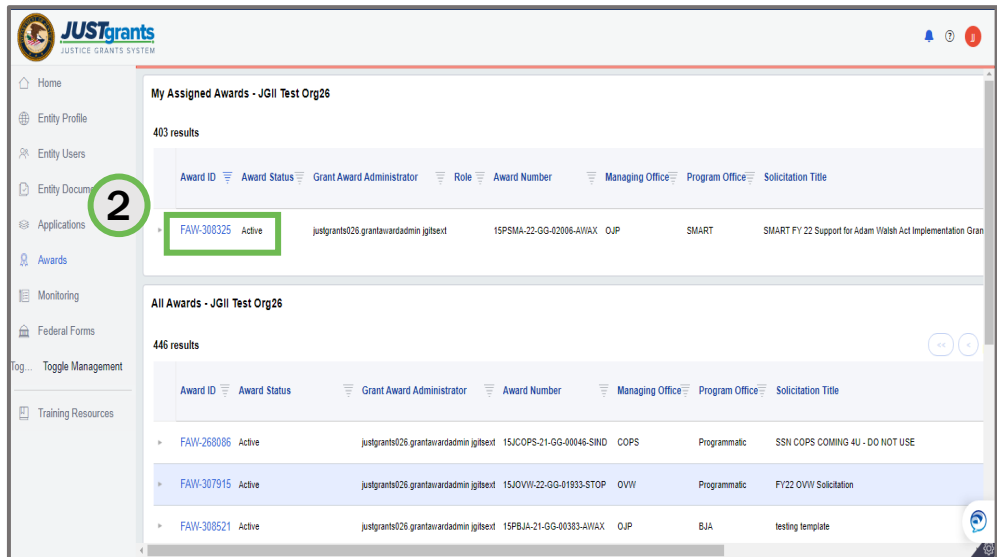 JUSTgrants
JUSTICE GRANTS SYSTEM
JJ
Home
Entity Profile
Entity Users
Entity Docum
Applications
Awards
Monitoring
Federal Forms
Tog... Toggle Management
Training Resources
2
My Assigned Awards - JGII Test Org26
403 results
Award ID Award Status Grant Award Administrator Role Award Number Managing Office Program Office Solicitation Title
FAW-308325 Active justgrants026.grantawardadmin jgitsext 15PSMA-22-GG-02006-AWAX OJP SMART SMART FY 22 Support for Adam Walsh Act Implementation Gran
All Awards - JGII Test Org26
446 results
<< <
Award ID Award Status Grant Award Administrator Award Number Managing Office Program Office Solicitation Title
FAW-268086 Active justgrants026.grantawardadmin jgitsext 15JCOPS-21-GG-00046-SIND COPS Programmatic SSN COPS COMING 4U - DO NOT USE
FAW-307915 Active justgrants026.grantawardadmin jgitsext 15JOVW-22-GG-01933-STOP OVW Programmatic FY22 OVW Solicitation
FAW-308521 Active justgrants026.grantawardadmin jgitsext 15PBJA-21-GG-00383-AWAX OJP BJA testing template